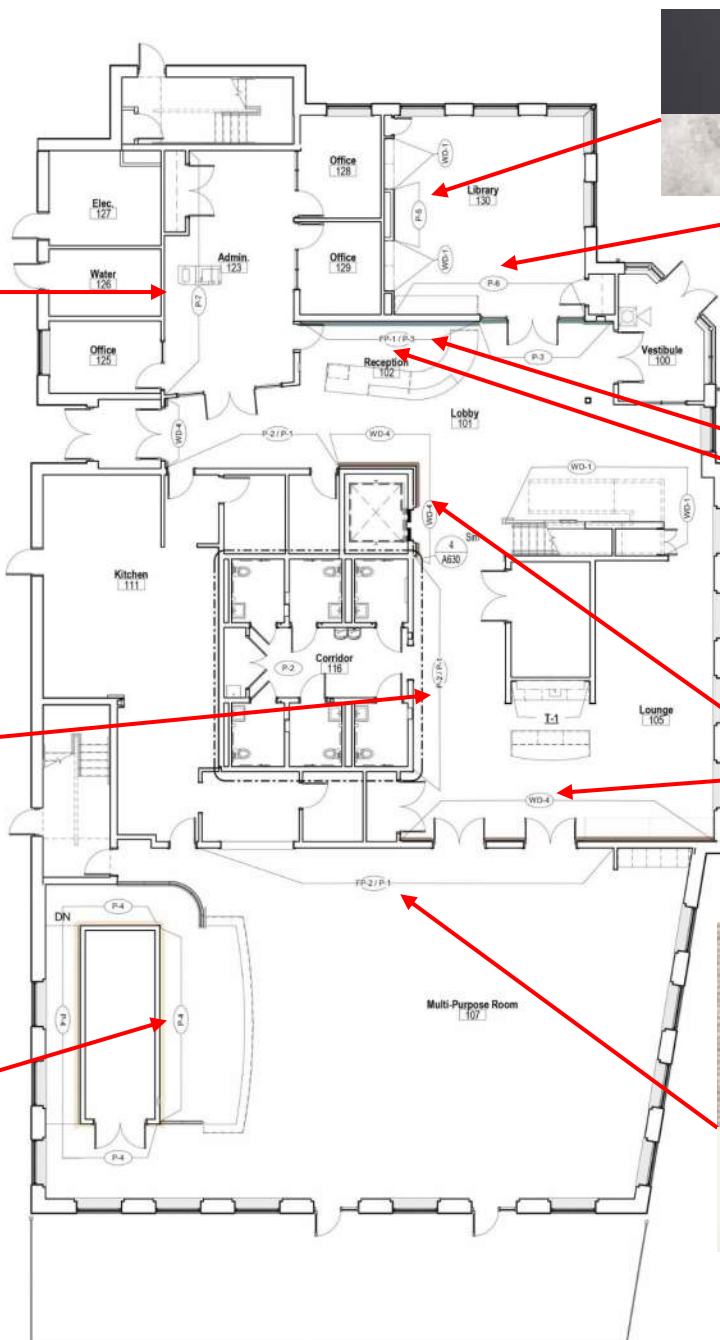 Office
128
WD-1
Library
130
P-5
Elec.
127
Admin.
123
Office
129
WD-1
Water
126
P-7
P-6
Office
125
FP-1 / P-3
Reception
102
P-3
Vestibule
100
Lobby
101
WD-4
P-2 / P-1
WD-4
WD-1
WD-1
WD-4
Sim
4
A630
Kitchen
111
P-2
Corridor
116
P-2 / P-1
Lounge
105
T-1
WD-4
FP-2 / P-1
DN
P-4
P-4
P-4
Multi-Purpose Room
107
P-4